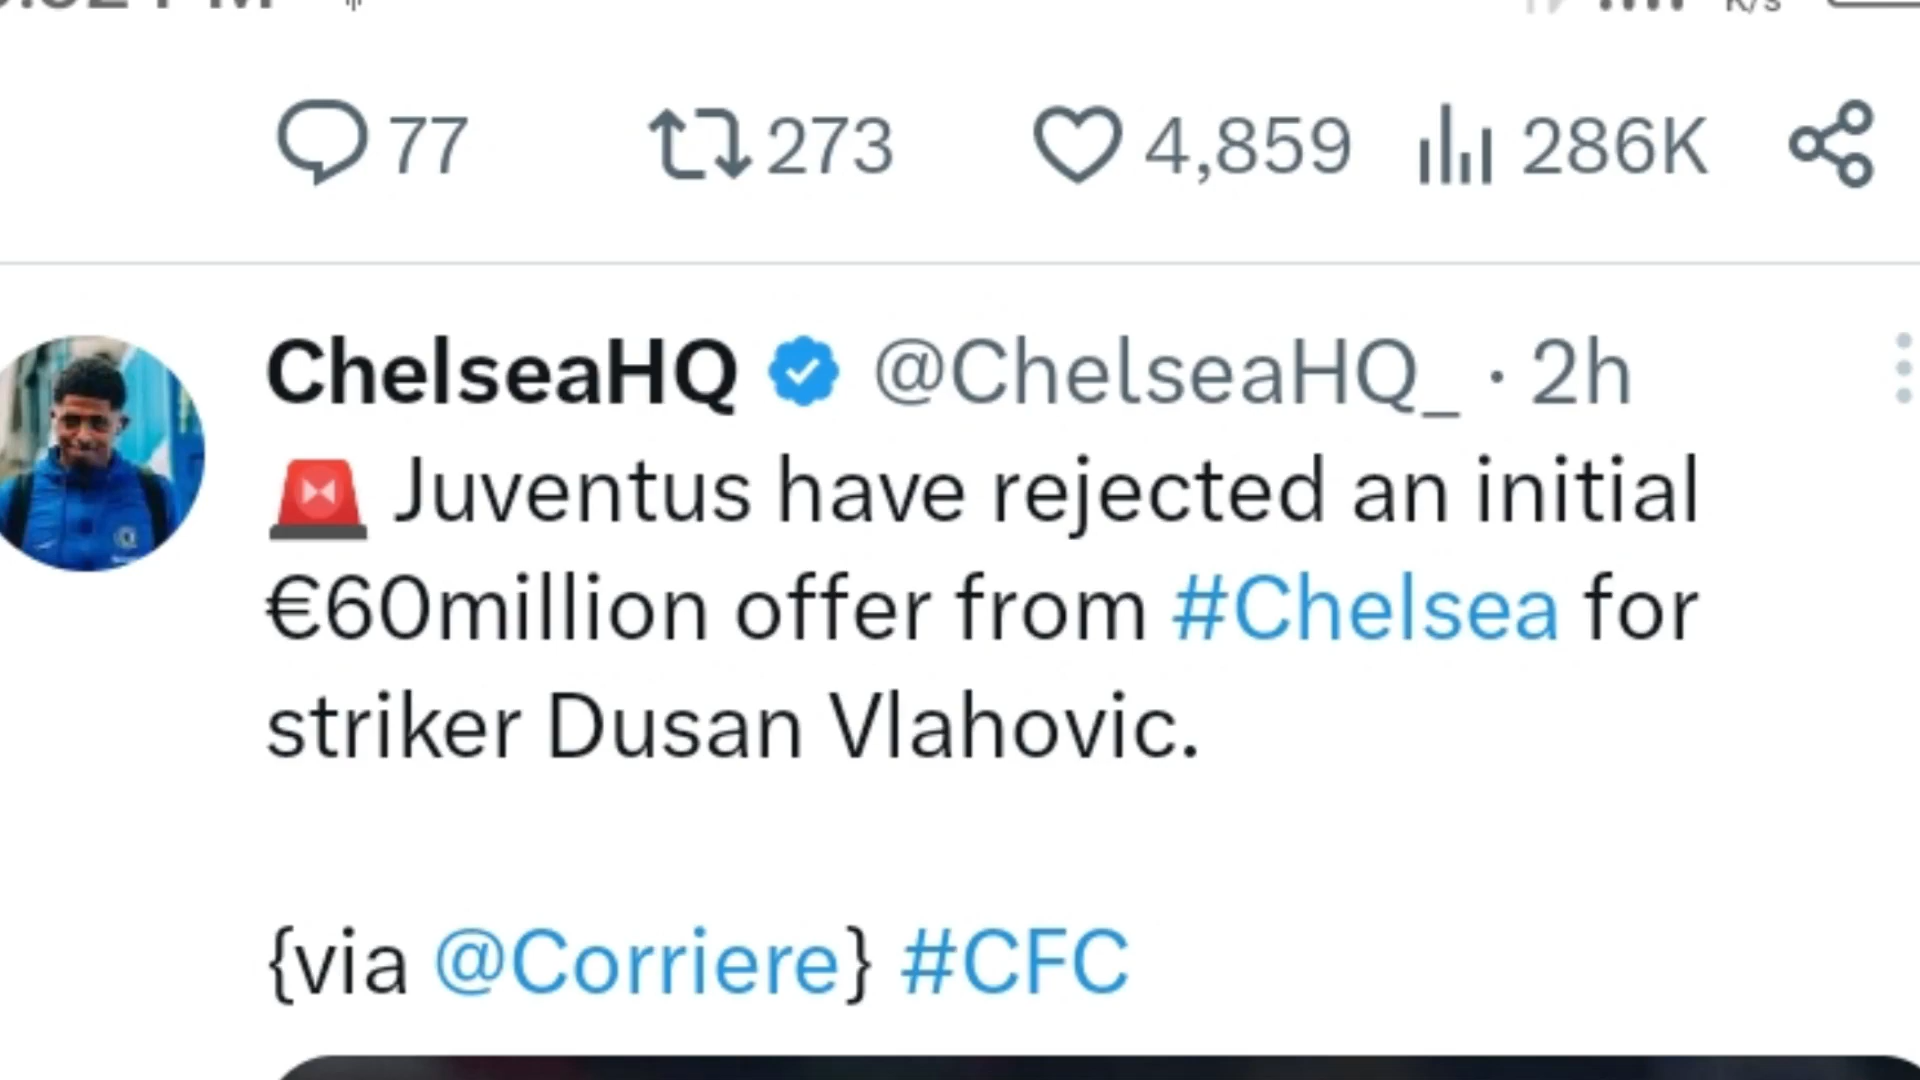 K/s
77 273 4,859 286K
ChelseaHQ @ChelseaHQ_ · 2h
🚨 Juventus have rejected an initial
€60million offer from #Chelsea for
striker Dusan Vlahovic.
{via @Corriere} #CFC